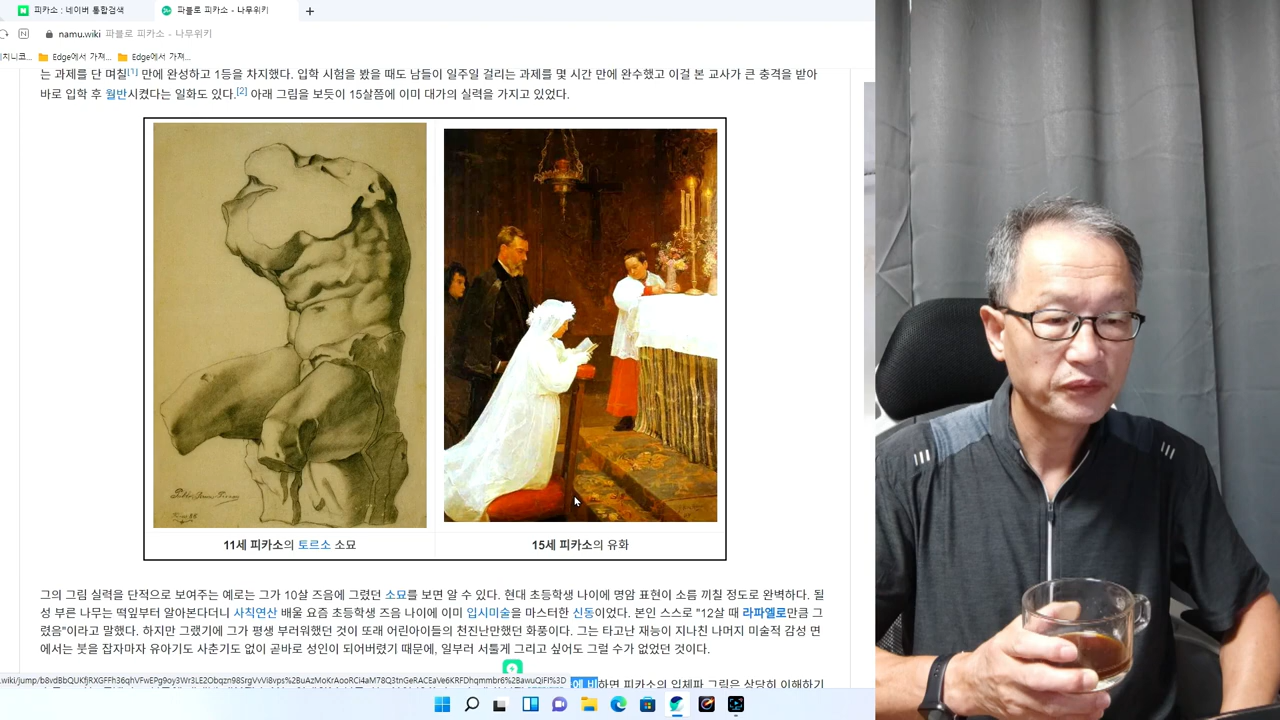 피카소 : 네이버 통합검색
파블로 피카소 - 나무위키
namu.wiki 파블로 피카소 - 나무위키
치니코...
Edge에서 가져...
Edge에서 가져...
는 과제를 단 며칠[1] 만에 완성하고 1등을 차지했다. 입학 시험을 봤을 때도 남들이 일주일 걸리는 과제를 몇 시간 만에 완수했고 이걸 본 교사가 큰 충격을 받아
바로 입학 후 월반시켰다는 일화도 있다.[2] 아래 그림을 보듯이 15살쯤에 이미 대가의 실력을 가지고 있었다.
11세 피카소의 토르소 소묘
15세 피카소의 유화
그의 그림 실력을 단적으로 보여주는 예로는 그가 10살 즈음에 그렸던 소묘를 보면 알 수 있다. 현대 초등학생 나이에 명암 표현이 소름 끼칠 정도로 완벽하다. 될
성 부른 나무는 떡잎부터 알아본다더니 사칙연산 배울 요즘 초등학생 즈음 나이에 이미 입시미술을 마스터한 신동이었다. 본인 스스로 "12살 때 라파엘로만큼 그
렸음"이라고 말했다. 하지만 그랬기에 그가 평생 부러워했던 것이 또래 어린아이들의 천진난만했던 화풍이다. 그는 타고난 재능이 지나친 나머지 미술적 감성 면
에서는 붓을 잡자마자 유아기도 사춘기도 없이 곧바로 성인이 되어버렸기 때문에, 일부러 서툴게 그리고 싶어도 그럴 수가 없었던 것이다.
에 비하면 피카소의 입체파 그림은 상당히 이해하기